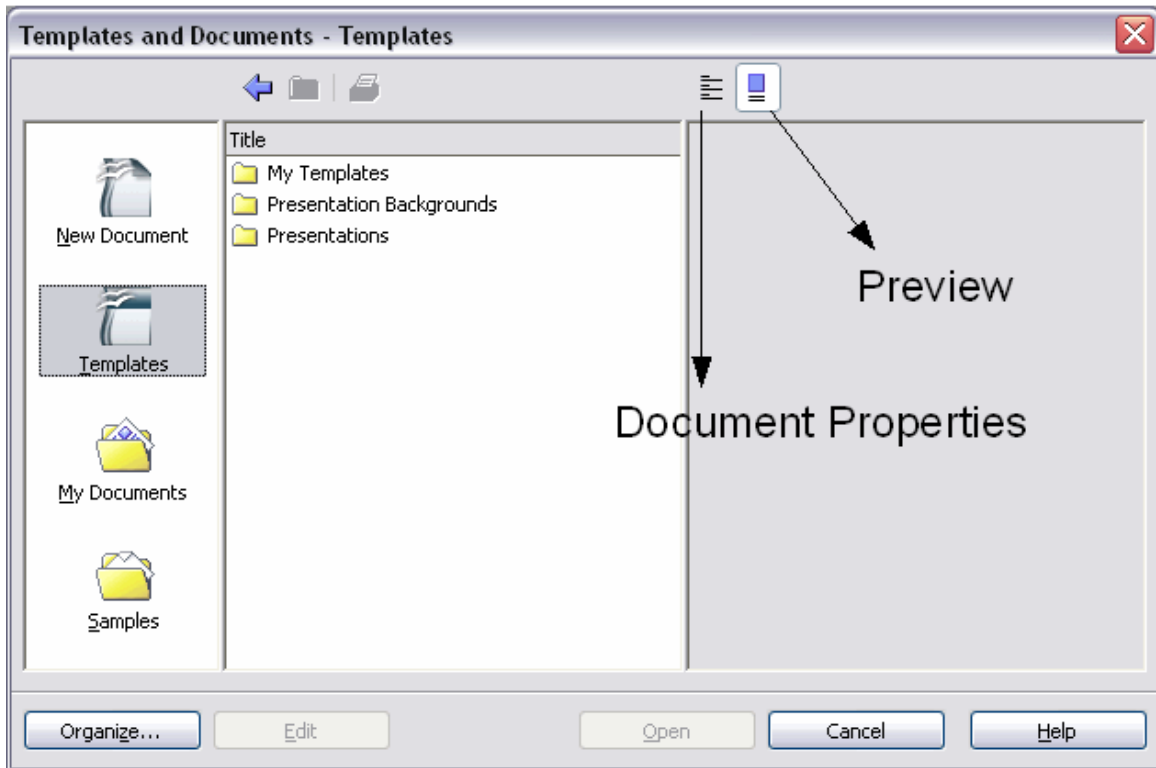 Templates and Documents - Templates
Title
My Templates
Presentation Backgrounds
Presentations
New Document
Templates
My Documents
Samples
Preview
Document Properties
Organize...
Edit
Open
Cancel
Help